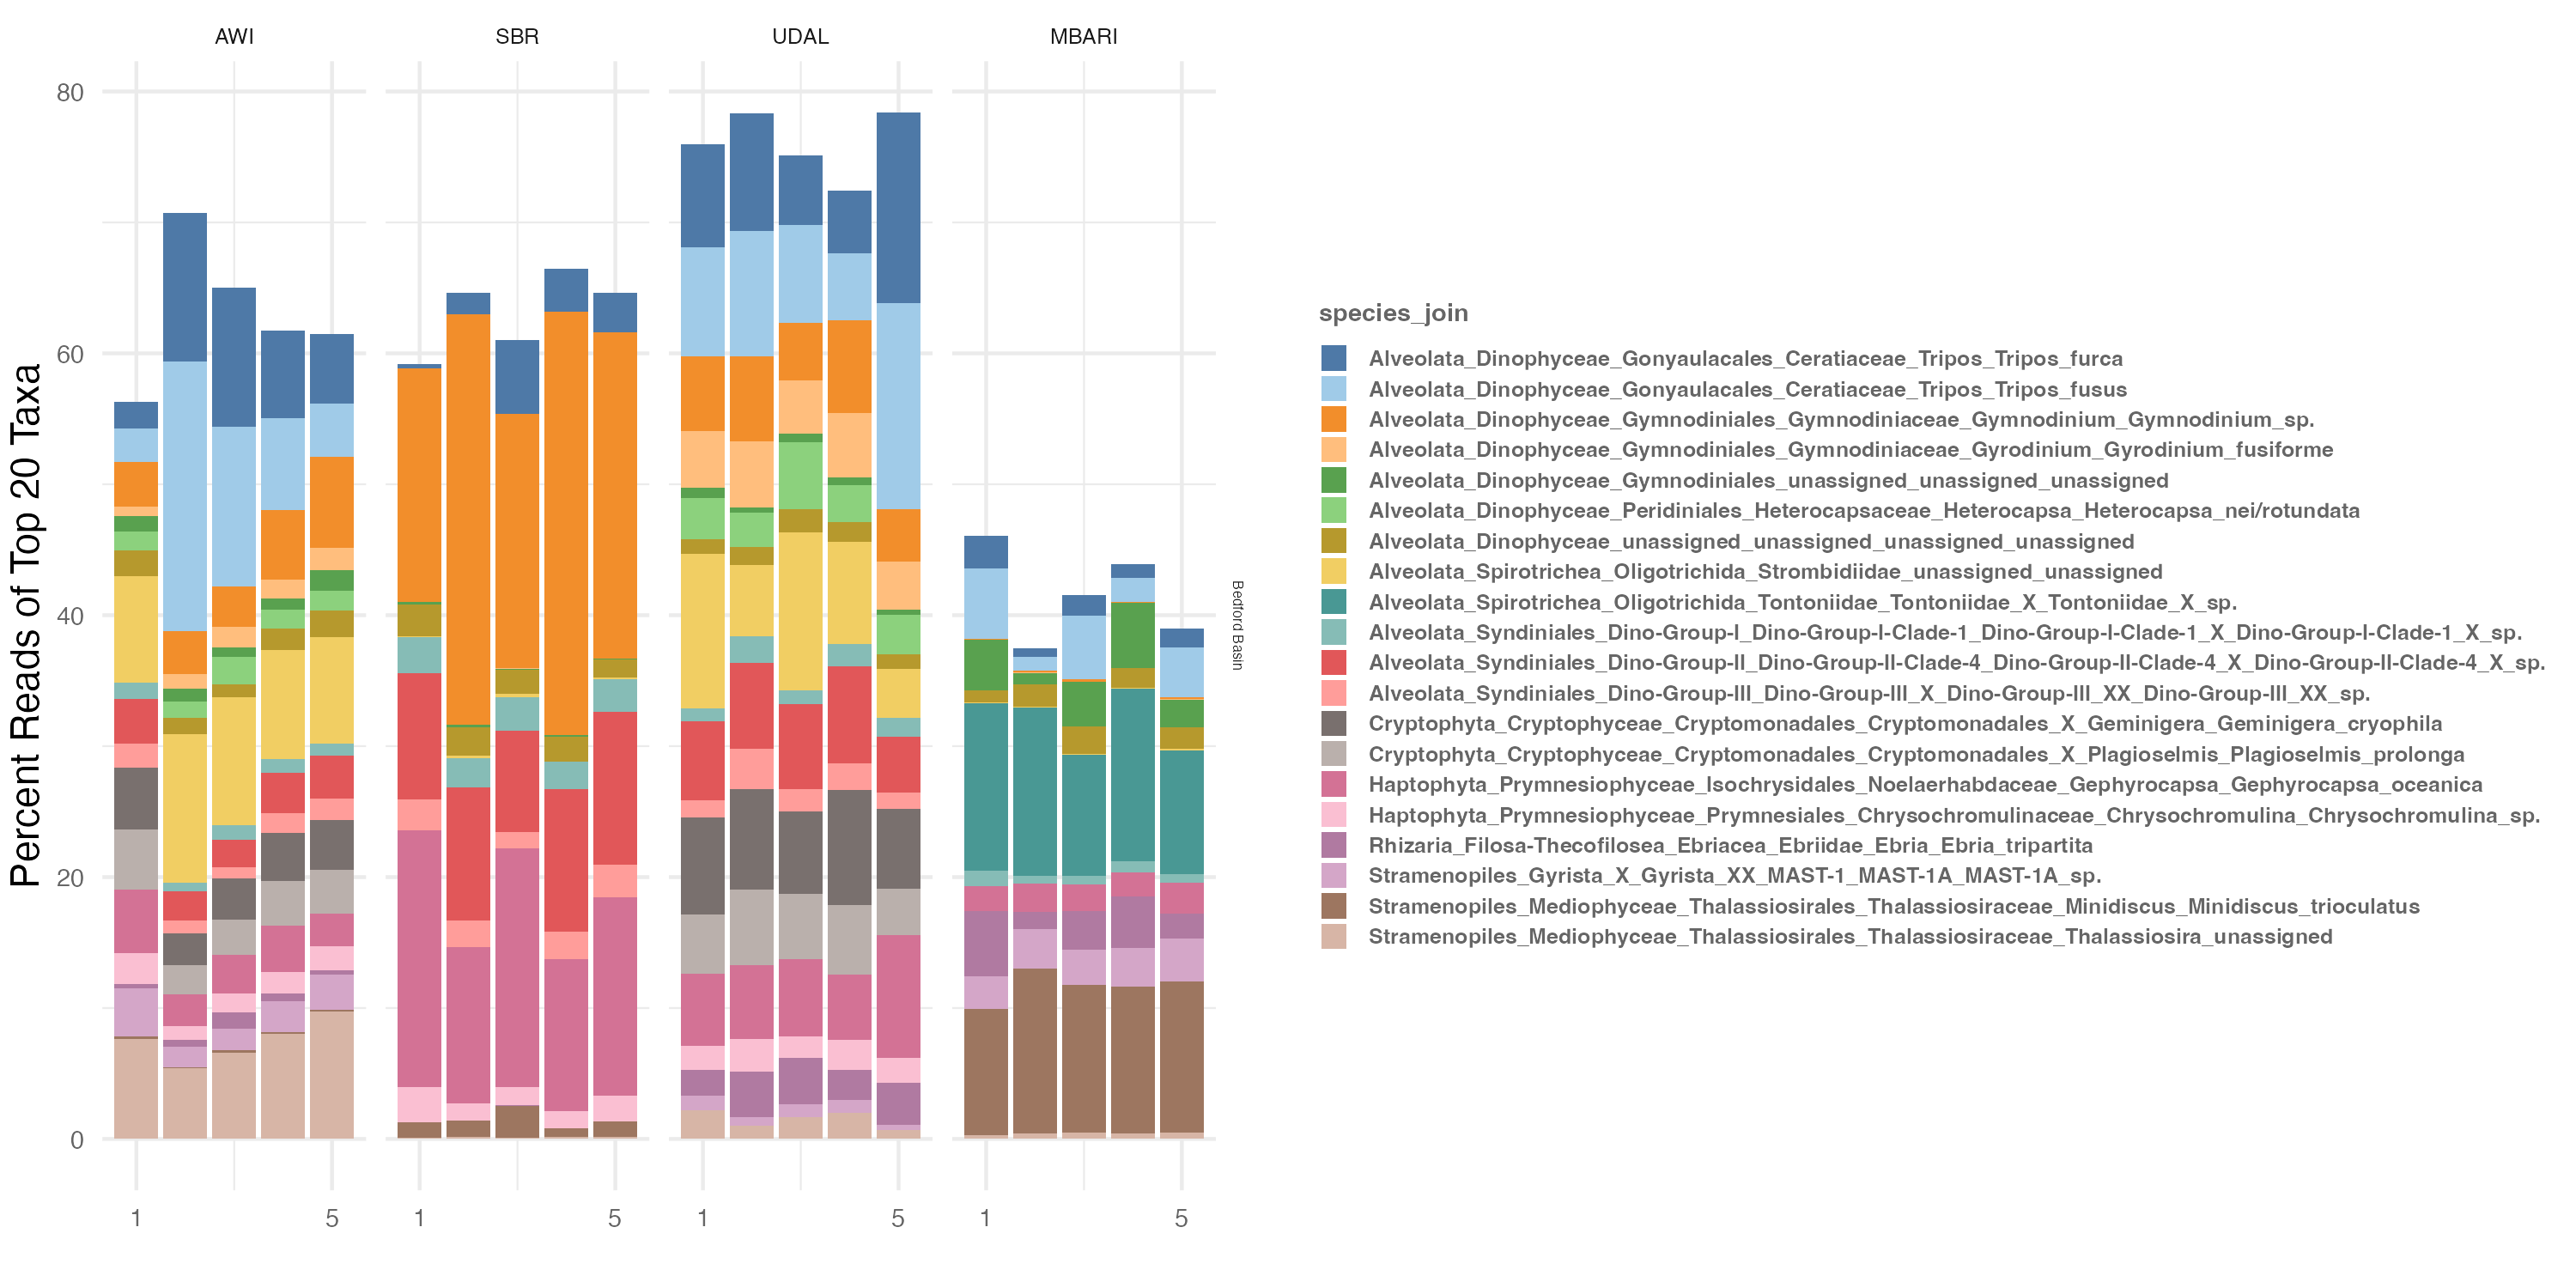 AWI SBR UDAL MBARI
Percent Reads of Top 20 Taxa
80
60
40
20
0
1 5 1 5 1 5 1 5
Bedford Basin
species_join
Alveolata_Dinophyceae_Gonyaulacales_Ceratiaceae_Tripos_Tripos_furca
Alveolata_Dinophyceae_Gonyaulacales_Ceratiaceae_Tripos_Tripos_fusus
Alveolata_Dinophyceae_Gymnodiniales_Gymnodiniaceae_Gymnodinium_Gymnodinium_sp.
Alveolata_Dinophyceae_Gymnodiniales_Gymnodiniaceae_Gyrodinium_Gyrodinium_fusiforme
Alveolata_Dinophyceae_Gymnodiniales_unassigned_unassigned_unassigned
Alveolata_Dinophyceae_Peridiniales_Heterocapsaceae_Heterocapsa_Heterocapsa_nei/rotundata
Alveolata_Dinophyceae_unassigned_unassigned_unassigned_unassigned
Alveolata_Spirotrichea_Oligotrichida_Strombidiidae_unassigned_unassigned
Alveolata_Spirotrichea_Oligotrichida_Tontoniidae_Tontoniidae_X_Tontoniidae_X_sp.
Alveolata_Syndiniales_Dino-Group-I_Dino-Group-I-Clade-1_Dino-Group-I-Clade-1_X_Dino-Group-I-Clade-1_X_sp.
Alveolata_Syndiniales_Dino-Group-II_Dino-Group-II-Clade-4_Dino-Group-II-Clade-4_X_Dino-Group-II-Clade-4_X_sp.
Alveolata_Syndiniales_Dino-Group-III_Dino-Group-III_X_Dino-Group-III_XX_Dino-Group-III_XX_sp.
Cryptophyta_Cryptophyceae_Cryptomonadales_Cryptomonadales_X_Geminigera_Geminigera_cryophila
Cryptophyta_Cryptophyceae_Cryptomonadales_Cryptomonadales_X_Plagioselmis_Plagioselmis_prolonga
Haptophyta_Prymnesiophyceae_Isochrysidales_Noelaerhabdaceae_Gephyrocapsa_Gephyrocapsa_oceanica
Haptophyta_Prymnesiophyceae_Prymnesiales_Chrysochromulinaceae_Chrysochromulina_Chrysochromulina_sp.
Rhizaria_Filosa-Thecofilosea_Ebriacea_Ebriidae_Ebria_Ebria_tripartita
Stramenopiles_Gyrista_X_Gyrista_XX_MAST-1_MAST-1A_MAST-1A_sp.
Stramenopiles_Mediophyceae_Thalassiosirales_Thalassiosiraceae_Minidiscus_Minidiscus_trioculatus
Stramenopiles_Mediophyceae_Thalassiosirales_Thalassiosiraceae_Thalassiosira_unassigned